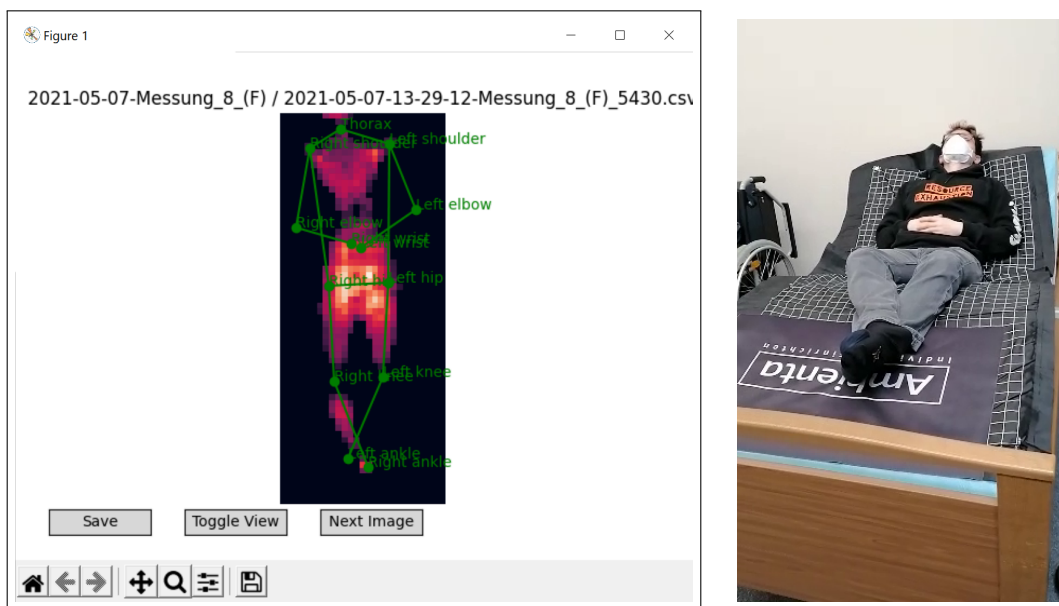 Figure 1
2021-05-07-Messung_8_(F) / 2021-05-07-13-29-12-Messung_8_(F)_5430.csv
Thorax
Right shoulder
Left shoulder
Left elbow
Right elbow
Left wrist
Right hip
Left hip
Right knee
Left knee
Left ankle
Right ankle
Save
Toggle View
Next Image
RESOURCE
EXHAUSTION
Ambienta